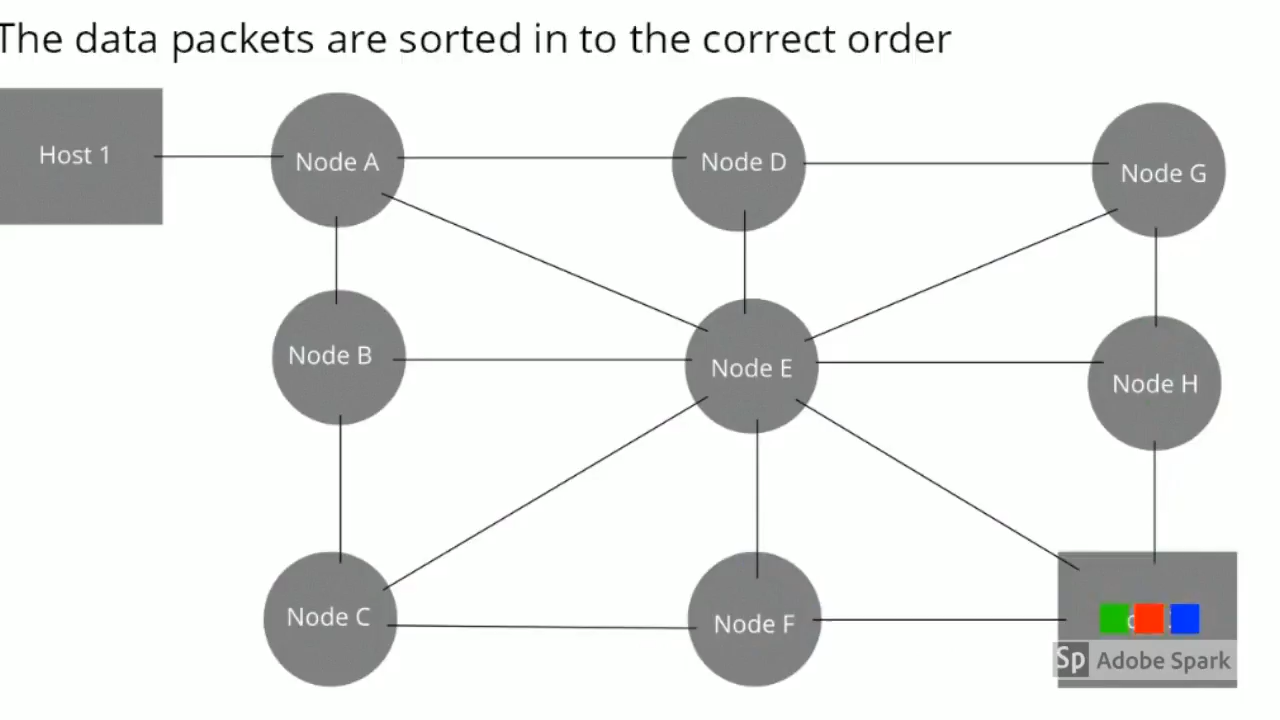 The data packets are sorted in to the correct order
Host 1
Node A
Node D
Node G
Node B
Node E
Node H
Node C
Node F
Sp Adobe Spark